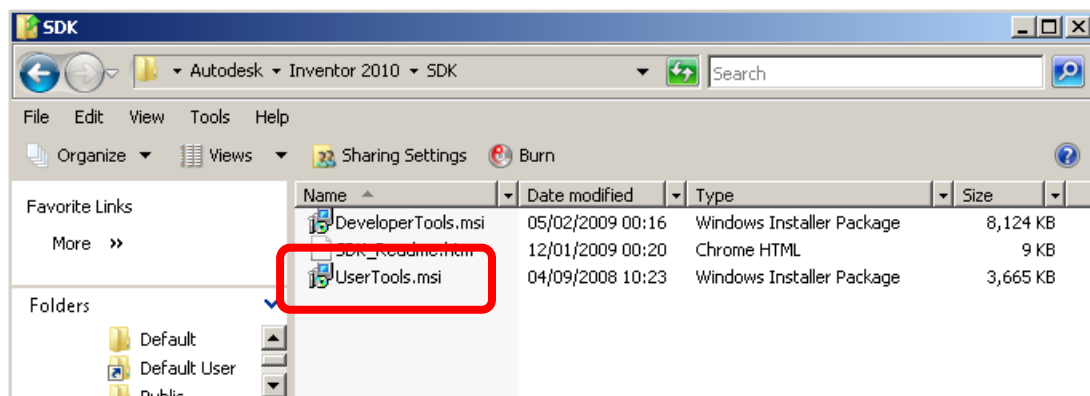 SDK
Autodesk Inventor 2010 SDK Search
File Edit View Tools Help
Organize Views Sharing Settings Burn
Favorite Links
More »
Folders
Default
Default User
Public
Name Date modified Type Size
DeveloperTools.msi 05/02/2009 00:16 Windows Installer Package 8,124 KB
SDK_Readme.htm 12/01/2009 00:20 Chrome HTML 9 KB
UserTools.msi 04/09/2008 10:23 Windows Installer Package 3,665 KB